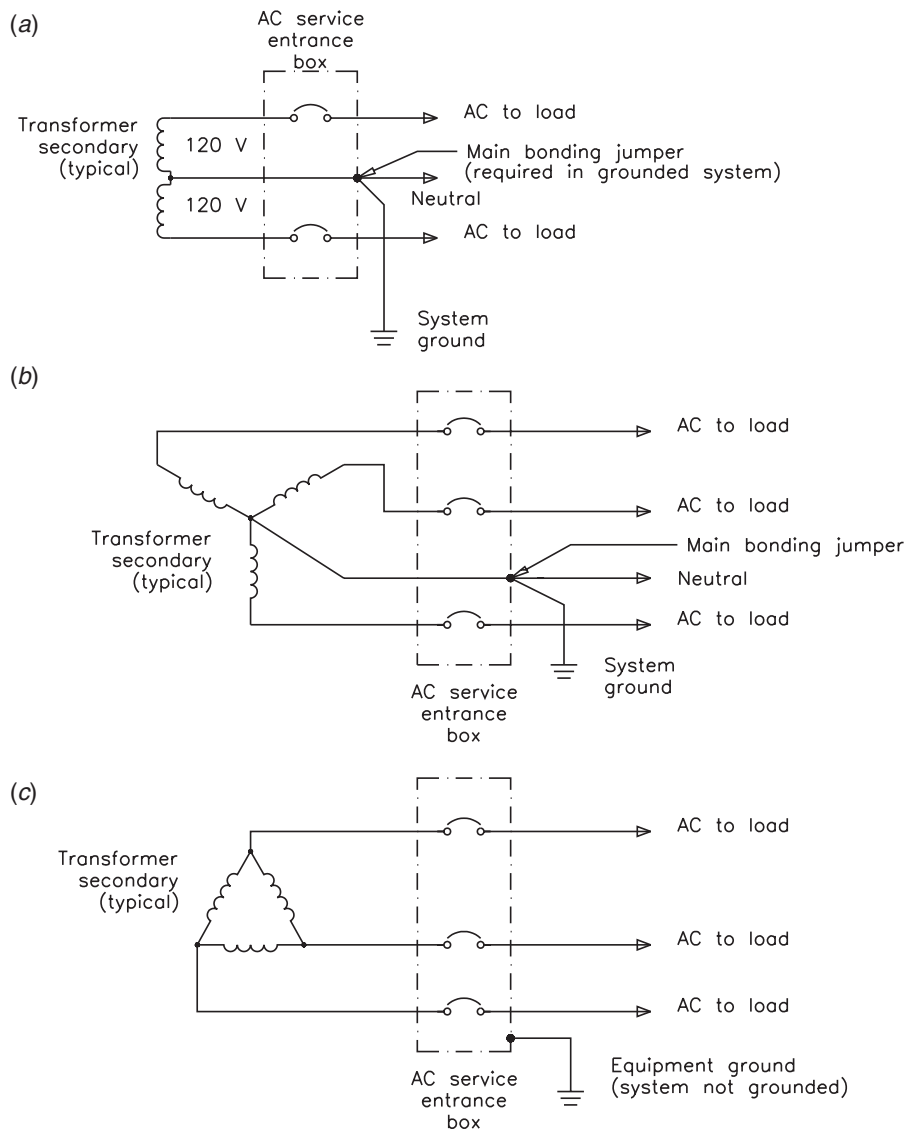 (a)
AC service
entrance
box
Transformer
secondary
(typical)
120 V
120 V
AC to load
Main bonding jumper
(required in grounded system)
Neutral
AC to load
System
ground
(b)
AC to load
AC to load
Transformer
secondary
(typical)
Main bonding jumper
Neutral
AC to load
System
ground
AC service
entrance
box
(c)
AC to load
Transformer
secondary
(typical)
AC to load
AC to load
Equipment ground
(system not grounded)
AC service
entrance
box